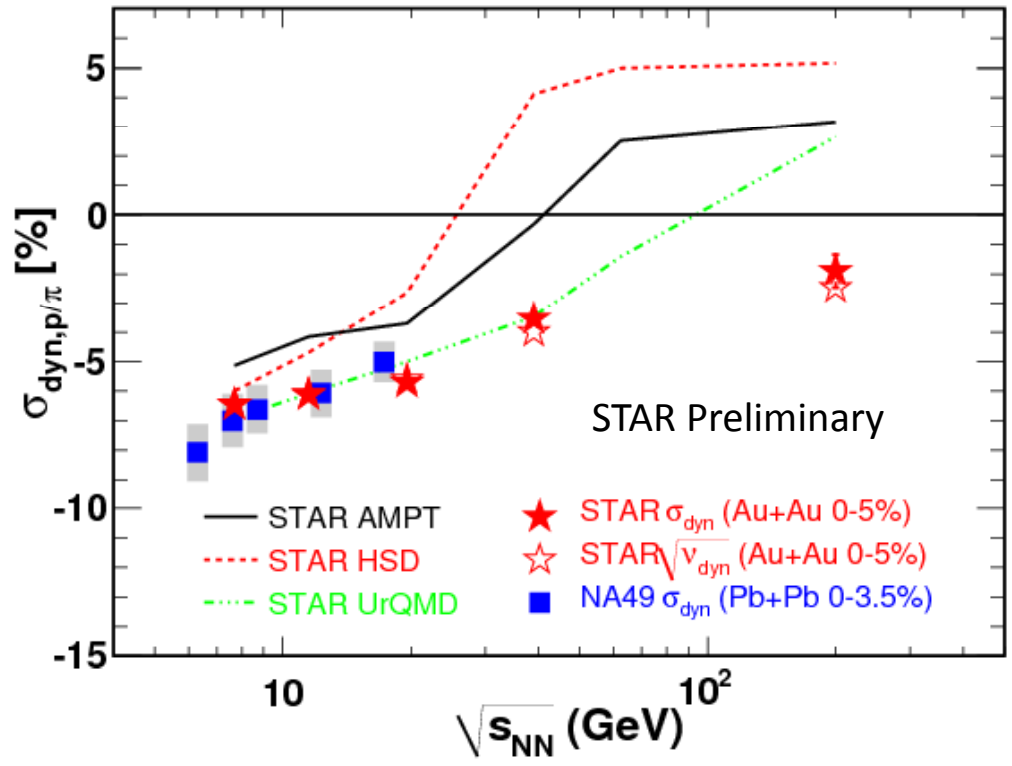 σdyn,p/π [%]
5
0
-5
-10
-15
STAR Preliminary
STAR AMPT
STAR HSD
STAR UrQMD
STAR σdyn (Au+Au 0-5%)
STAR√νdyn (Au+Au 0-5%)
NA49 σdyn (Pb+Pb 0-3.5%)
10
10²
√sNN (GeV)